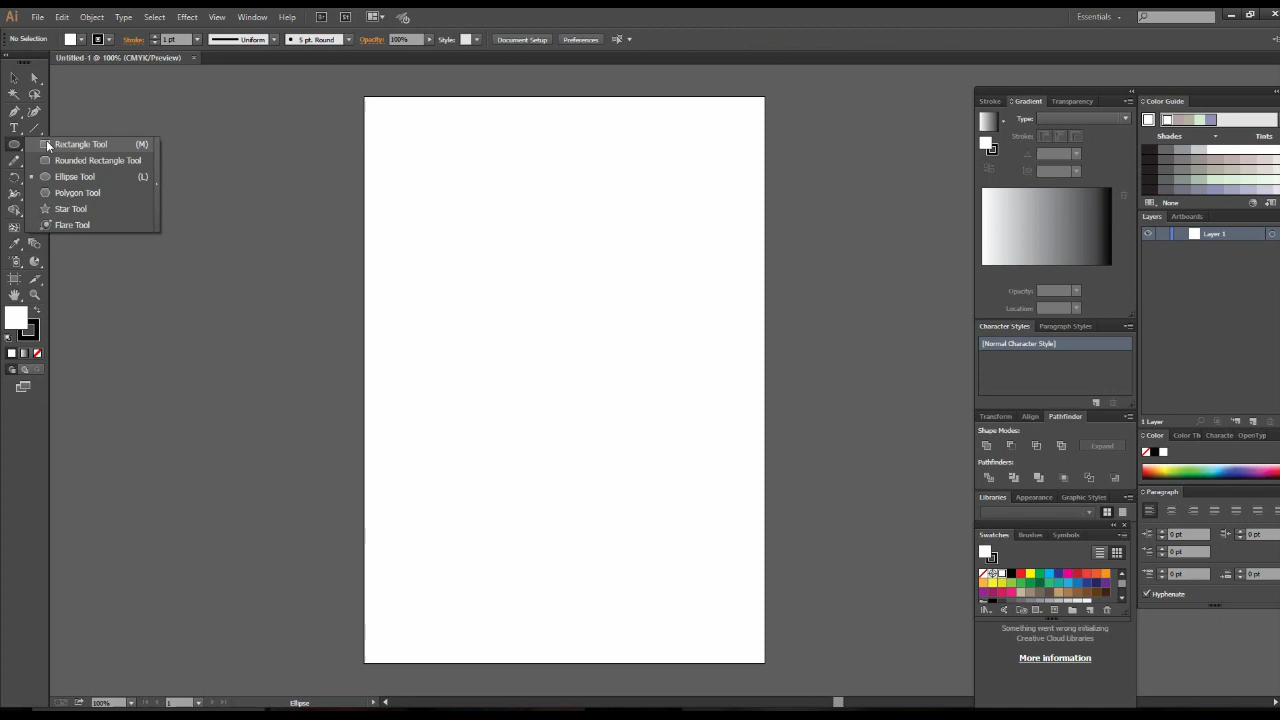 Ai File Edit Object Type Select Effect View Window Help Br St Essentials
No Selection Stroke: 1 pt Uniform 5 pt. Round Opacity: 100% Style: Document Setup Preferences
Untitled-1 @ 100% (CMYK/Preview) ×
Rectangle Tool (M)
Rounded Rectangle Tool
Ellipse Tool (L)
Polygon Tool
Star Tool
Flare Tool
Stroke Gradient Transparency
Type:
Stroke:
Opacity:
Location:
Character Styles Paragraph Styles
[Normal Character Style]
Transform Align Pathfinder
Shape Modes:
Expand
Pathfinders:
Libraries Appearance Graphic Styles
Swatches Brushes Symbols
Something went wrong initializing
Creative Cloud Libraries
More information
Color Guide
Shades
None
Layers Artboards
Layer 1
1 Layer
Color Color Th Characte OpenTyp
Paragraph
0 pt 0 pt
0 pt
0 pt 0 pt
Hyphenate
100% 1 Ellipse